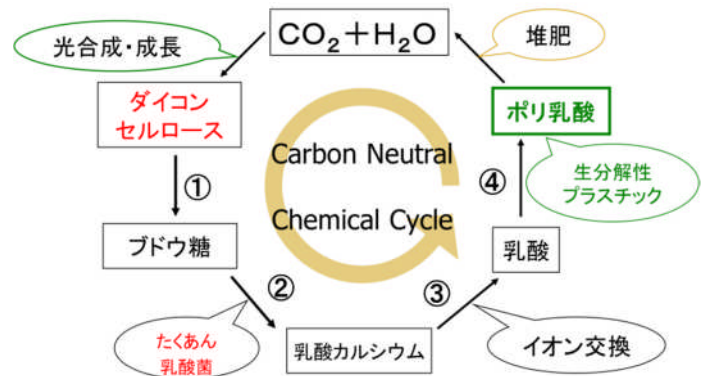 光合成・成長
CO₂+H₂O
堆肥
ダイコン
セルロース
ポリ乳酸
Carbon Neutral
Chemical Cycle
①
④
生分解性
プラスチック
ブドウ糖
乳酸
②
③
たくあん
乳酸菌
乳酸カルシウム
イオン交換